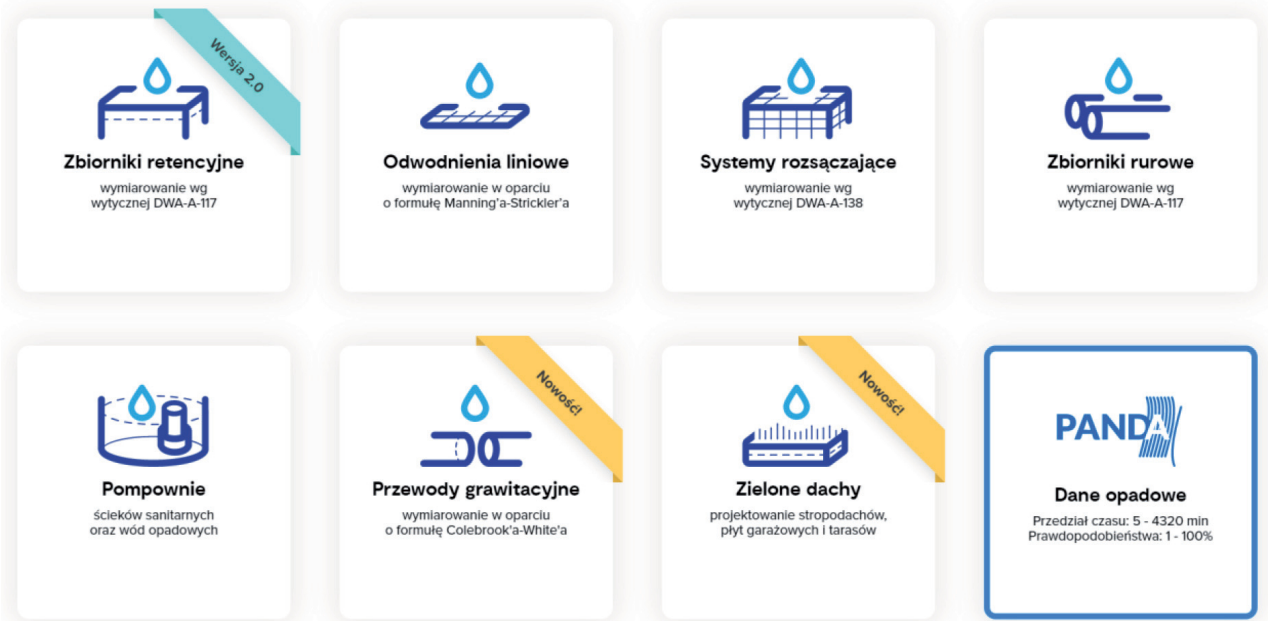 Wersja 2.0
Zbiorniki retencyjne
wymiarowanie wg
wytycznej DWA-A-117
Odwodnienia liniowe
wymiarowanie w oparciu
o formułę Manning'a-Strickler'a
Systemy rozsączające
wymiarowanie wg
wytycznej DWA-A-138
Zbiorniki rurowe
wymiarowanie wg
wytycznej DWA-A-117
Pompownie
ścieków sanitarnych
oraz wód opadowych
Nowość!
Przewody grawitacyjne
wymiarowanie w oparciu
o formułę Colebrook'a-White'a
Nowość!
Zielone dachy
projektowanie stropodachów,
płyt garażowych i tarasów
PANDA
Dane opadowe
Przedział czasu: 5 - 4320 min
Prawdopodobieństwa: 1 - 100%